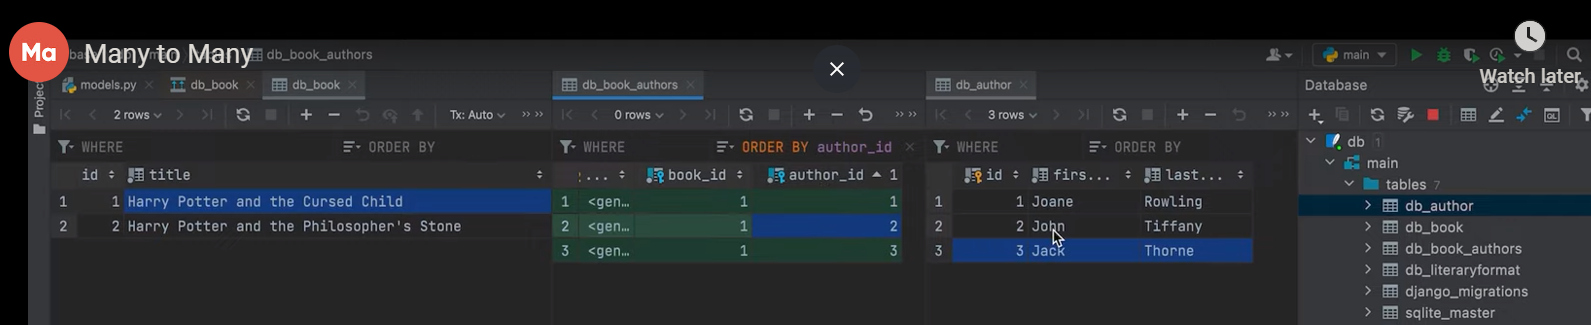 Ma Many to Many
db_book_authors
main
Watch later
Project
models.py db_book db_book
db_book_authors
db_author
Database
2 rows Tx: Auto
0 rows
3 rows
WHERE ORDER BY
WHERE ORDER BY author_id
WHERE ORDER BY
id title
... book_id author_id 1
id firs... last...
1 1 Harry Potter and the Cursed Child
2 2 Harry Potter and the Philosopher's Stone
1 <gen… 1 1
2 <gen… 1 2
3 <gen… 1 3
1 1 Joane Rowling
2 2 John Tiffany
3 3 Jack Thorne
db 1
main
tables 7
db_author
db_book
db_book_authors
db_literaryformat
django_migrations
sqlite_master